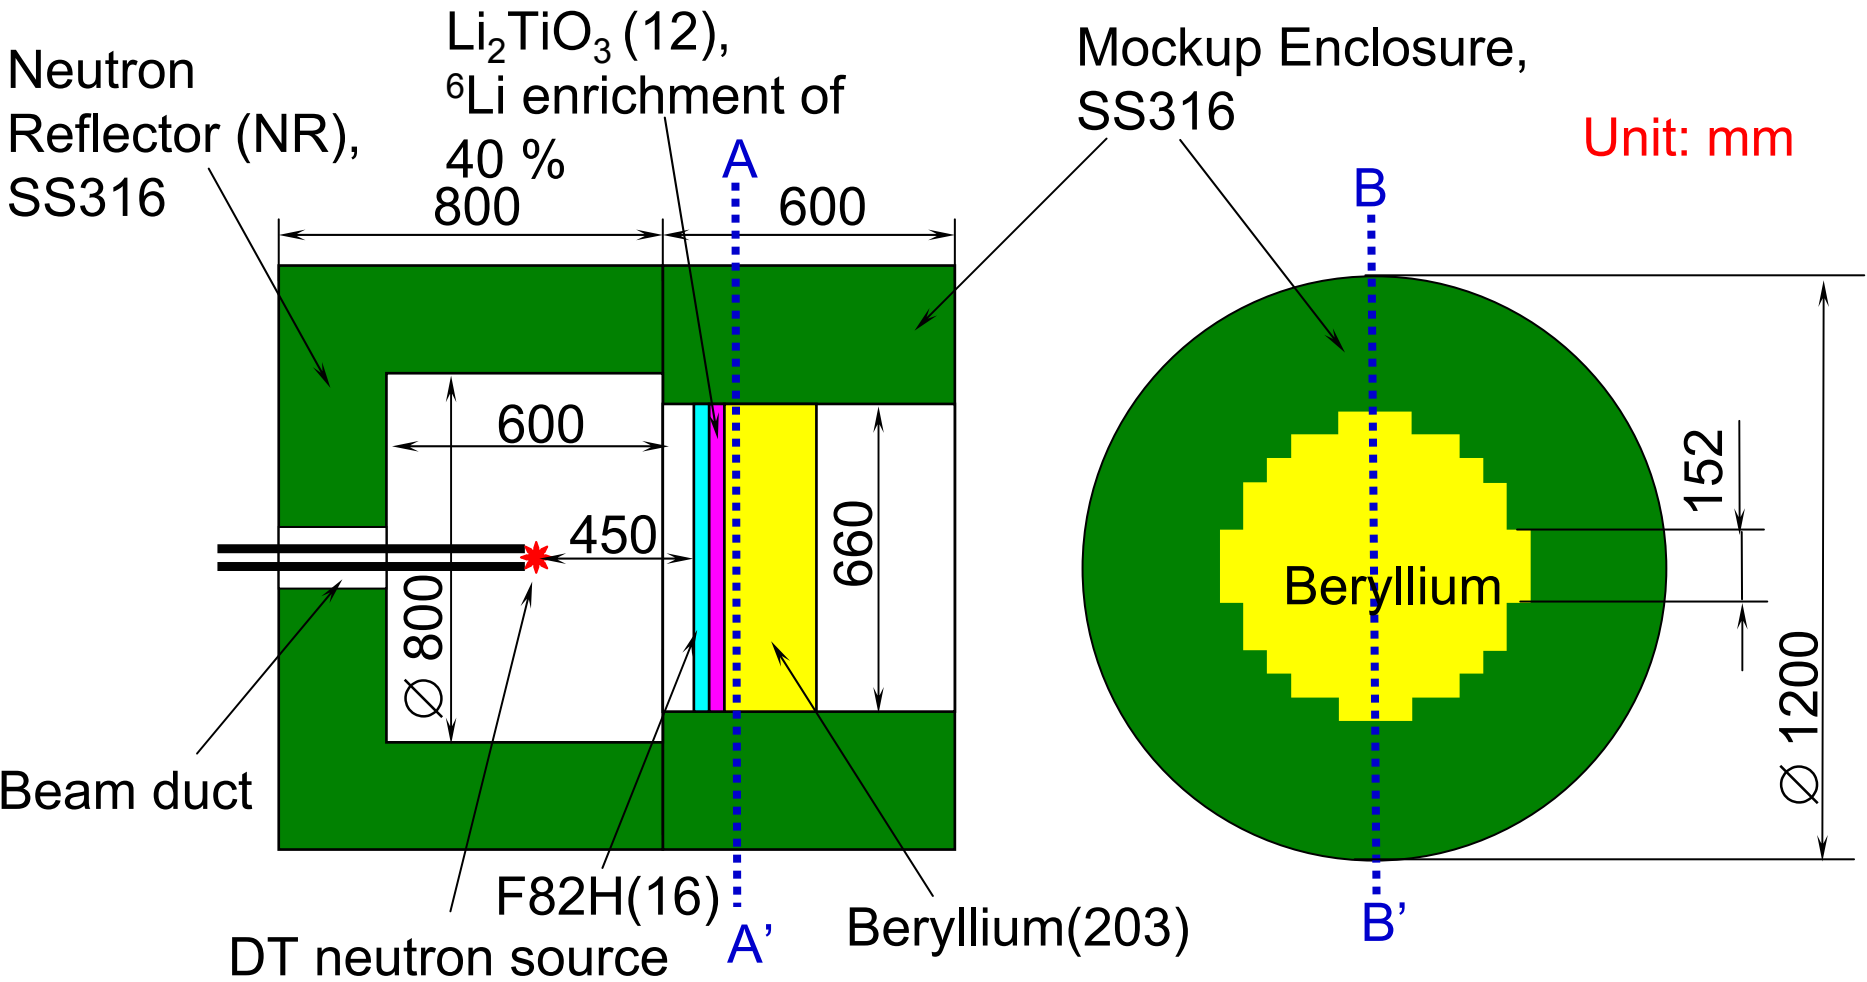 Neutron
Reflector (NR),
SS316
Li₂TiO₃ (12),
⁶Li enrichment of
40 %
Mockup Enclosure,
SS316
Unit: mm
A
B
800
600
600
450
Ø 800
660
152
Beryllium
Ø 1200
Beam duct
F82H(16)
DT neutron source
A’
Beryllium(203)
B’